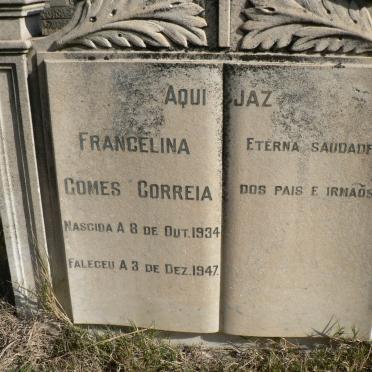 AQUI JAZ
FRANCELINA
GOMES CORREIA
NASCIDA A 8 DE OUT. 1934
FALECEU A 3 DE DEZ. 1947.
ETERNA SAUDADE
DOS PAIS E IRMÃOS